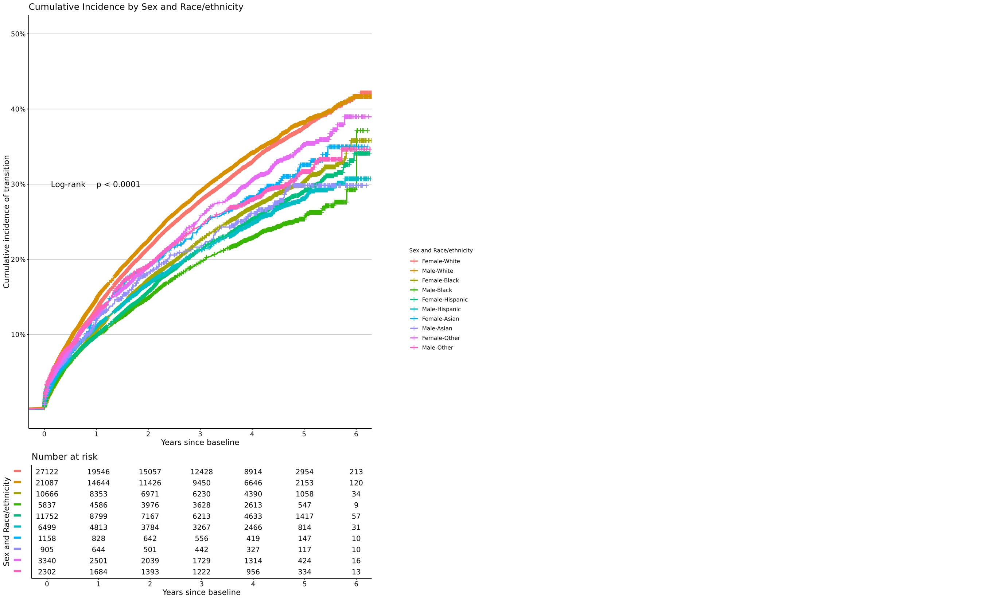 Cumulative Incidence by Sex and Race/ethnicity
50%
40%
30%
20%
10%
Cumulative incidence of transition
Log-rank p < 0.0001
0 1 2 3 4 5 6
Years since baseline
Sex and Race/ethnicity
Female-White
Male-White
Female-Black
Male-Black
Female-Hispanic
Male-Hispanic
Female-Asian
Male-Asian
Female-Other
Male-Other
Number at risk
Sex and Race/ethnicity
27122 19546 15057 12428 8914 2954 213
21087 14644 11426 9450 6646 2153 120
10666 8353 6971 6230 4390 1058 34
5837 4586 3976 3628 2613 547 9
11752 8799 7167 6213 4633 1417 57
6499 4813 3784 3267 2466 814 31
1158 828 642 556 419 147 10
905 644 501 442 327 117 10
3340 2501 2039 1729 1314 424 16
2302 1684 1393 1222 956 334 13
0 1 2 3 4 5 6
Years since baseline